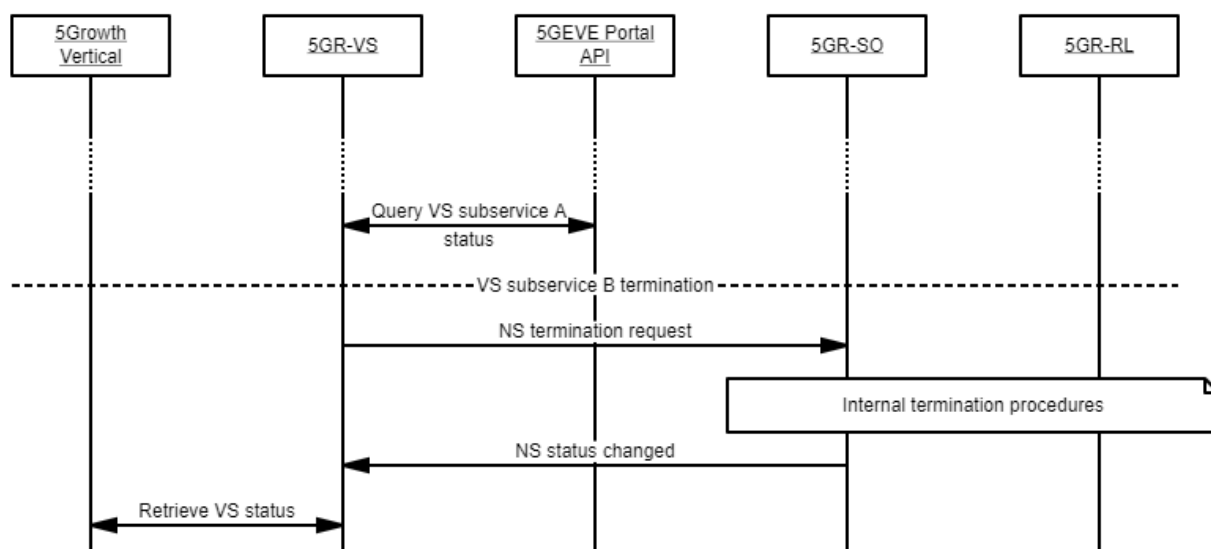 5Growth
Vertical
5GR-VS
5GEVE Portal
API
5GR-SO
5GR-RL
Query VS subservice A
status
VS subservice B termination
NS termination request
Internal termination procedures
NS status changed
Retrieve VS status